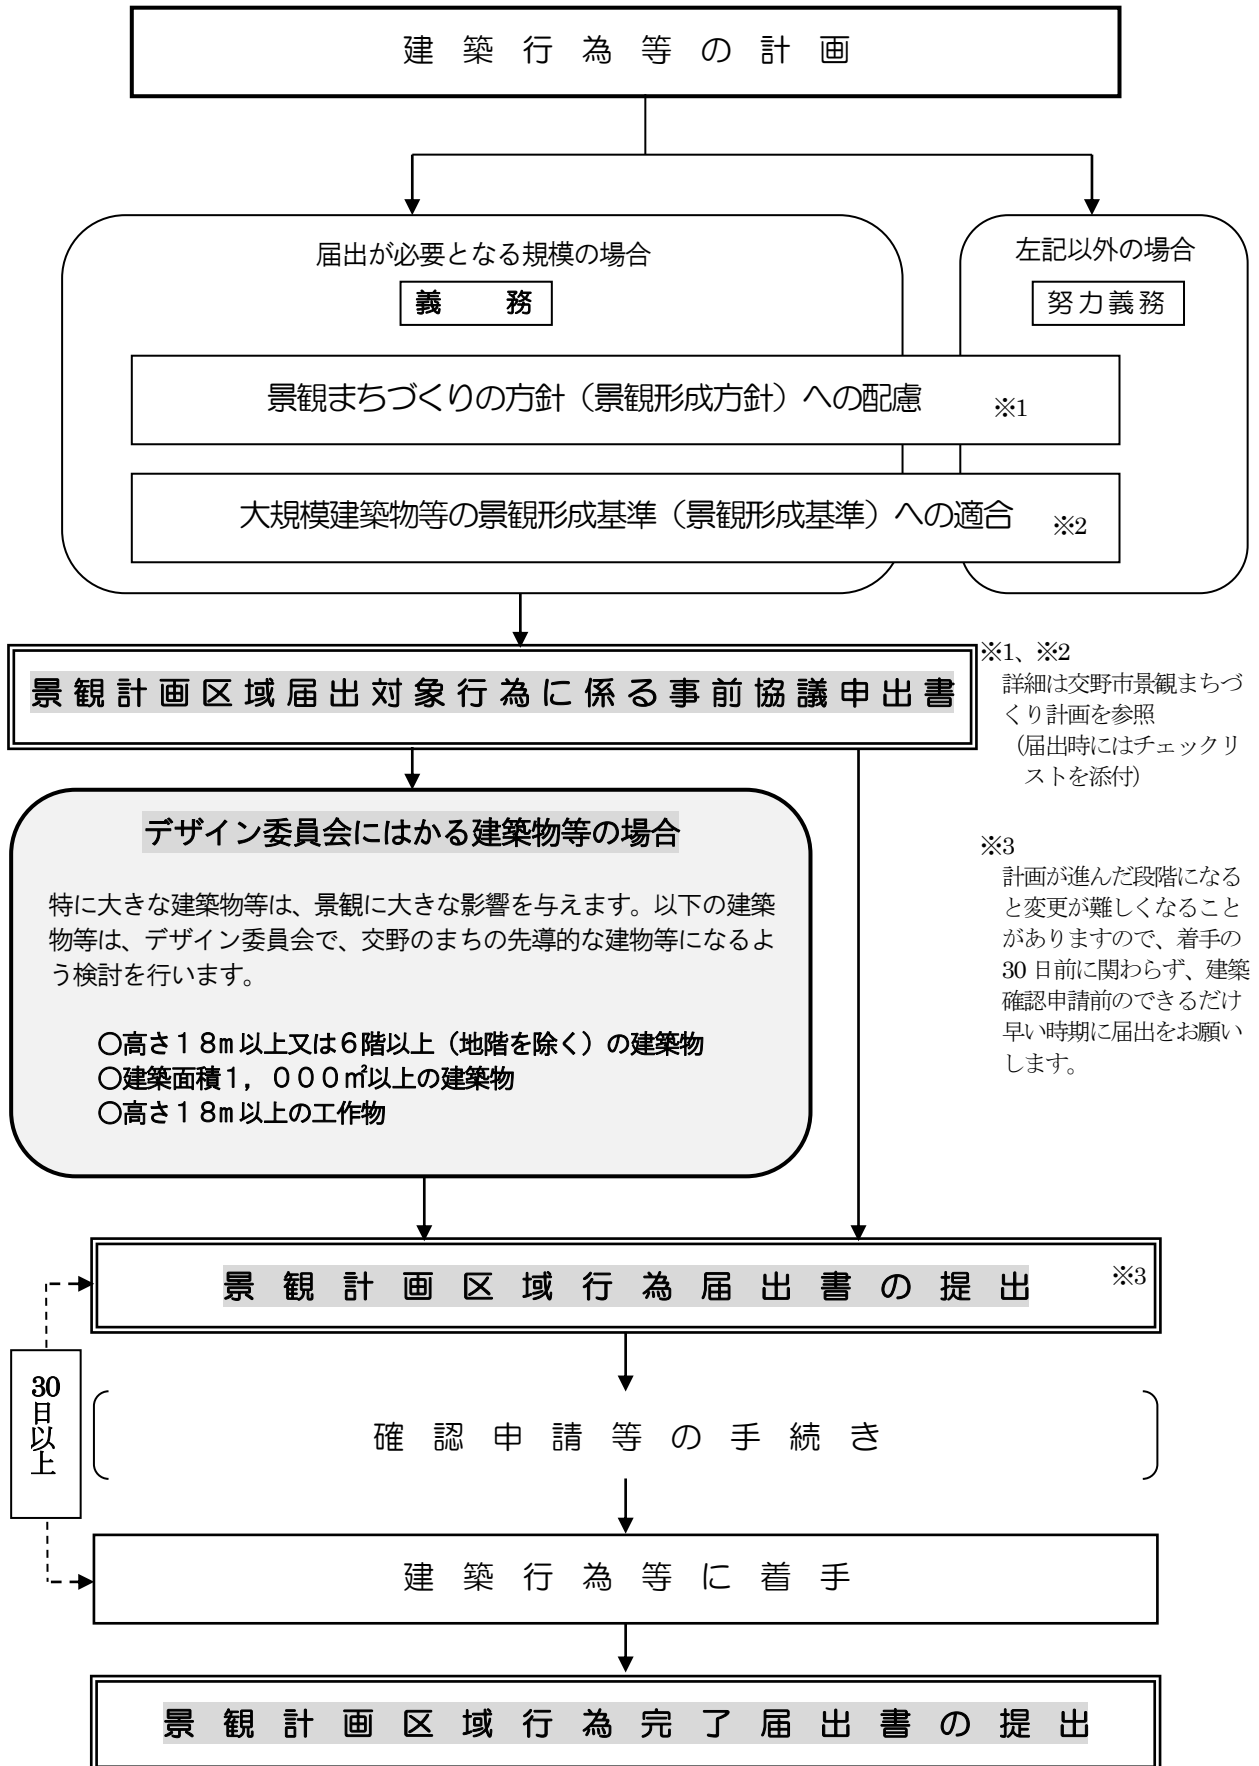 建築行為等の計画
届出が必要となる規模の場合
義　　務
左記以外の場合
努力義務
景観まちづくりの方針（景観形成方針）への配慮　※1
大規模建築物等の景観形成基準（景観形成基準）への適合　※2
景観計画区域届出対象行為に係る事前協議申出書
※1、※2
詳細は交野市景観まちづ
くり計画を参照
（届出時にはチェックリ
ストを添付）
デザイン委員会にはかる建築物等の場合
特に大きな建築物等は、景観に大きな影響を与えます。以下の建築
物等は、デザイン委員会で、交野のまちの先導的な建物等になるよ
う検討を行います。
○高さ１８ｍ以上又は６階以上（地階を除く）の建築物
○建築面積１，０００㎡以上の建築物
○高さ１８ｍ以上の工作物
※3
計画が進んだ段階になる
と変更が難しくなること
がありますので、着手の
30 日前に関わらず、建築
確認申請前のできるだけ
早い時期に届出をお願い
します。
景観計画区域行為届出書の提出　※3
30日以上
確認申請等の手続き
建築行為等に着手
景観計画区域行為完了届出書の提出